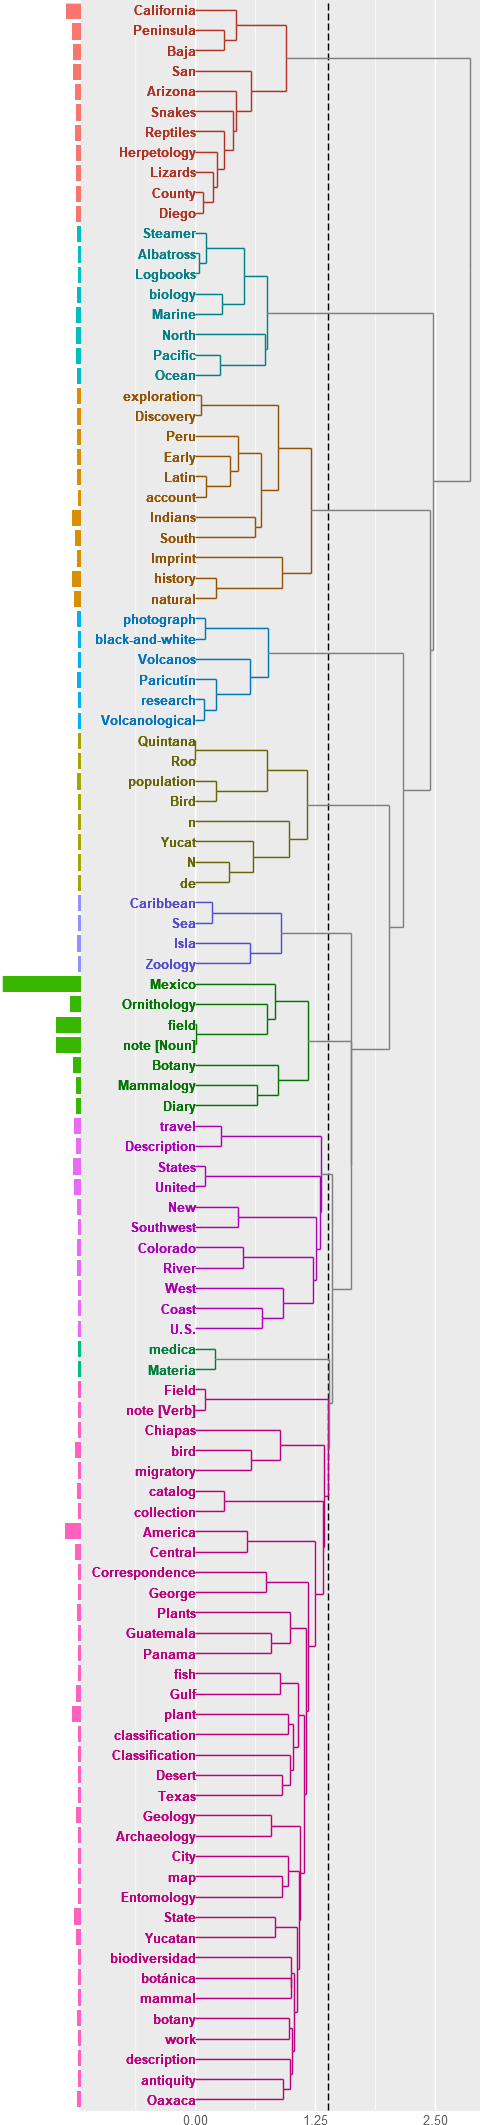 California
Peninsula
Baja
San
Arizona
Snakes
Reptiles
Herpetology
Lizards
County
Diego
Steamer
Albatross
Logbooks
biology
Marine
North
Pacific
Ocean
exploration
Discovery
Peru
Early
Latin
account
Indians
South
Imprint
history
natural
photograph
black-and-white
Volcanos
Paricutin
research
Volcanological
Quintana
Roo
population
Bird
n
Yucat
N
de
Caribbean
Sea
Isla
Zoology
Mexico
Ornithology
field
note [Noun]
Botany
Mammalogy
Diary
travel
Description
States
United
New
Southwest
Colorado
River
West
Coast
U.S.
medica
Materia
Field
note [Verb]
Chiapas
bird
migratory
catalog
collection
America
Central
Correspondence
George
Plants
Guatemala
Panama
fish
Gulf
plant
classification
Classification
Desert
Texas
Geology
Archaeology
City
map
Entomology
State
Yucatan
biodiversidad
botánica
mammal
botany
work
description
antiquity
Oaxaca
0.00 1.25 2.50